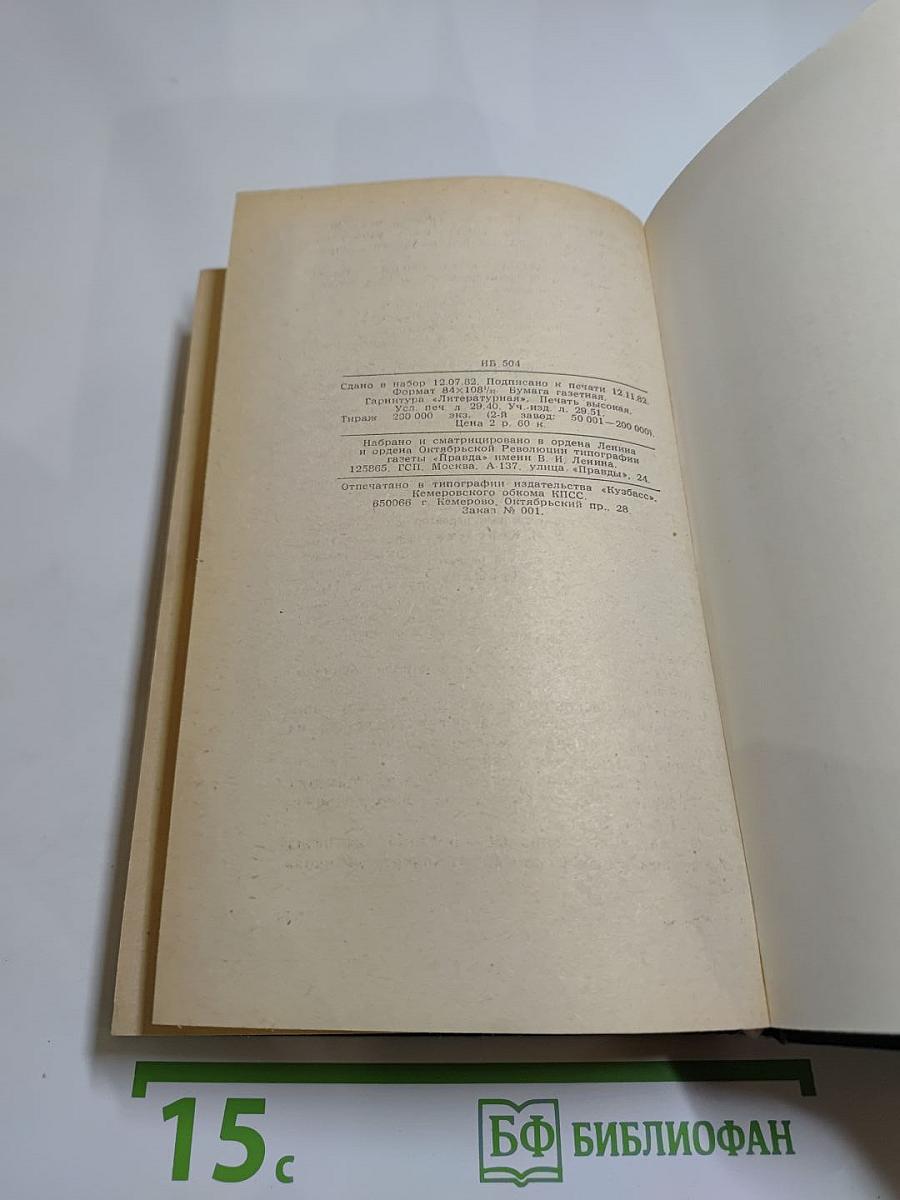 ИБ 504
Сдано в набор 12.07.82. Подписано к печати 12.11.82.
Формат 84×108¹/₃₂. Бумага газетная.
Гарнитура «Литературная». Печать высокая.
Усл. печ. л 29,40. Уч.-изд. л. 29,51.
Тираж 200 000 экз. (2-й завод: 50 001—200 000).
Цена 2 р. 60 к.
Набрано и сматрицировано в ордена Ленина
и ордена Октябрьской Революции типографии
газеты «Правда» имени В. И. Ленина.
125865, ГСП, Москва, А-137, улица «Правды», 24.
Отпечатано в типографии издательства «Кузбасс».
Кемеровского обкома КПСС.
650066 г. Кемерово, Октябрьский пр., 28.
Заказ № 001.
15 с
БФ БИБЛИОФАН